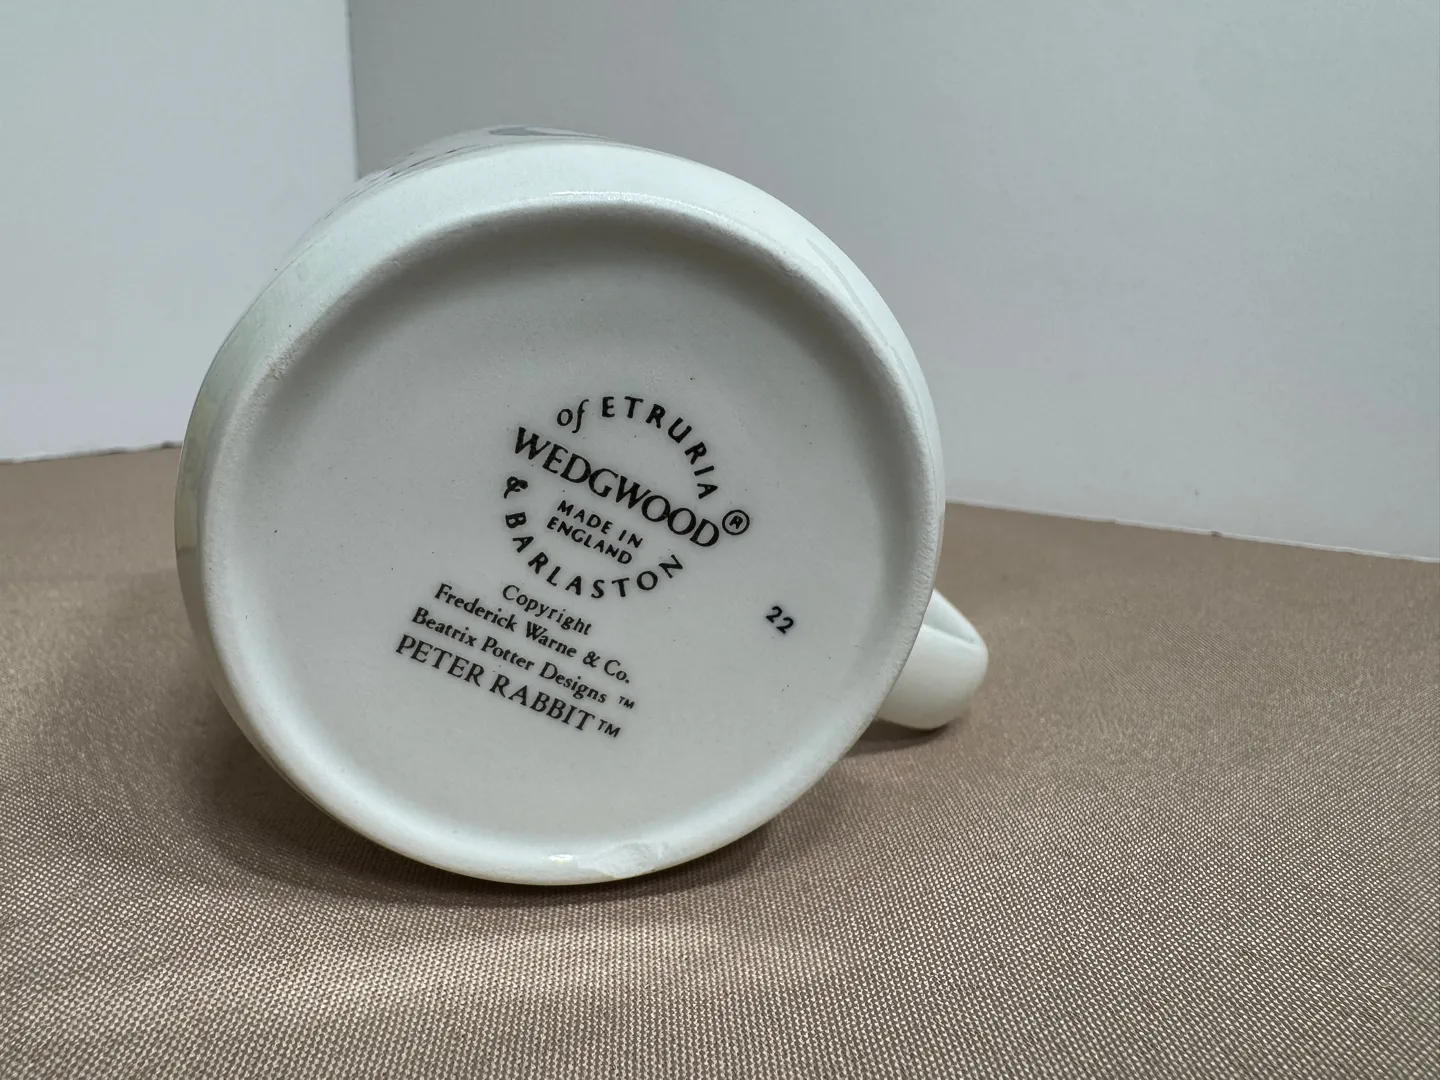 of ETRURIA
WEDGWOOD®
MADE IN
ENGLAND
& BARLASTON
Copyright
Frederick Warne & Co.
Beatrix Potter Designs ™
PETER RABBIT™
22